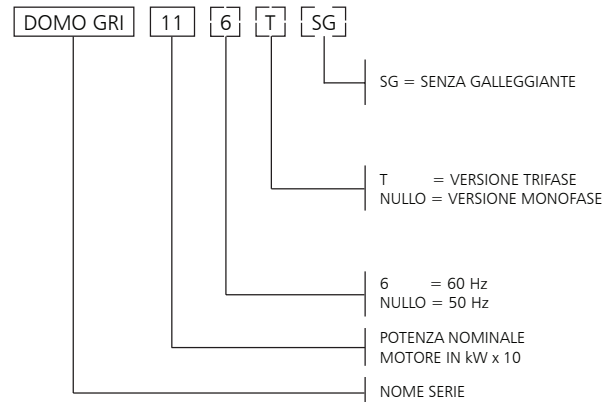 DOMO GRI 11 6 T SG
SG = SENZA GALLEGGIANTE
T = VERSIONE TRIFASE
NULLO = VERSIONE MONOFASE
6 = 60 Hz
NULLO = 50 Hz
POTENZA NOMINALE
MOTORE IN kW x 10
NOME SERIE